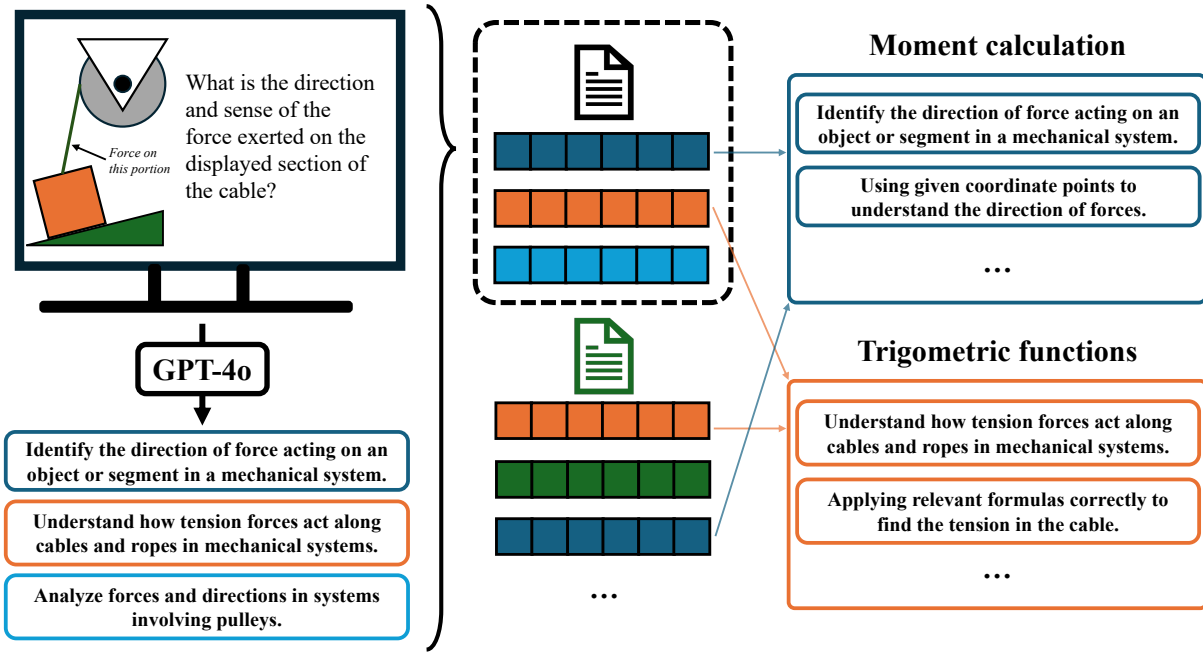 What is the direction
and sense of the
force exerted on the
displayed section of
the cable?
Force on
this portion
GPT-4o
Identify the direction of force acting on an
object or segment in a mechanical system.
Understand how tension forces act along
cables and ropes in mechanical systems.
Analyze forces and directions in systems
involving pulleys.
...
Moment calculation
Identify the direction of force acting on an
object or segment in a mechanical system.
Using given coordinate points to
understand the direction of forces.
...
Trigometric functions
Understand how tension forces act along
cables and ropes in mechanical systems.
Applying relevant formulas correctly to
find the tension in the cable.
...